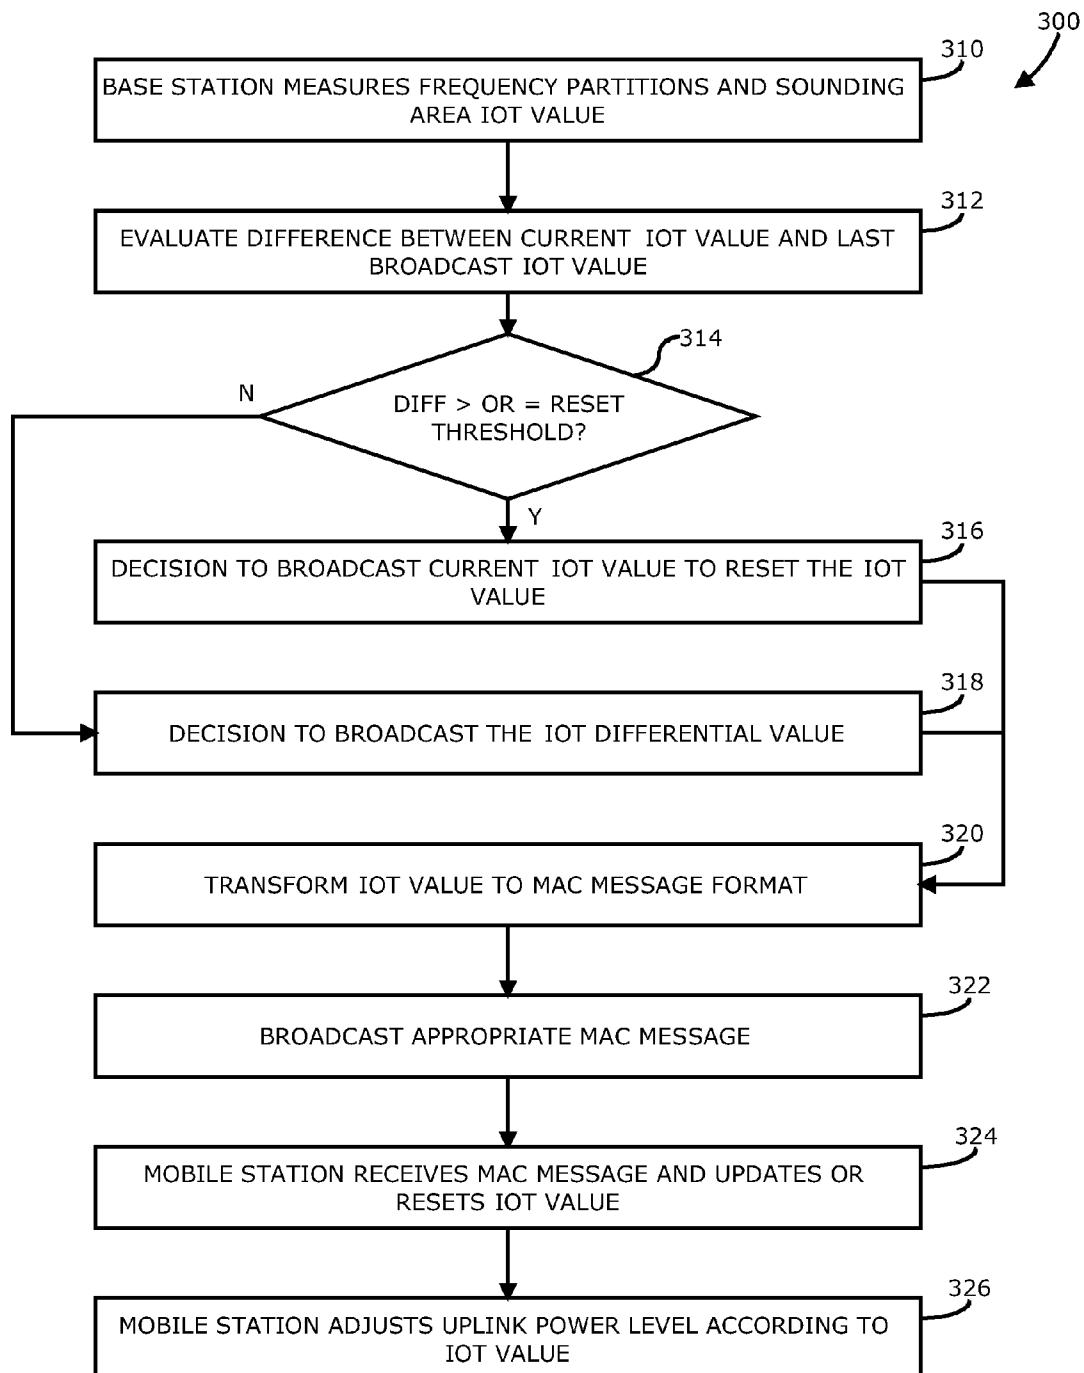 300
310
BASE STATION MEASURES FREQUENCY PARTITIONS AND SOUNDING
AREA IOT VALUE
312
EVALUATE DIFFERENCE BETWEEN CURRENT IOT VALUE AND LAST
BROADCAST IOT VALUE
314
N
DIFF > OR = RESET
THRESHOLD?
Y
316
DECISION TO BROADCAST CURRENT IOT VALUE TO RESET THE IOT
VALUE
318
DECISION TO BROADCAST THE IOT DIFFERENTIAL VALUE
320
TRANSFORM IOT VALUE TO MAC MESSAGE FORMAT
322
BROADCAST APPROPRIATE MAC MESSAGE
324
MOBILE STATION RECEIVES MAC MESSAGE AND UPDATES OR
RESETS IOT VALUE
326
MOBILE STATION ADJUSTS UPLINK POWER LEVEL ACCORDING TO
IOT VALUE